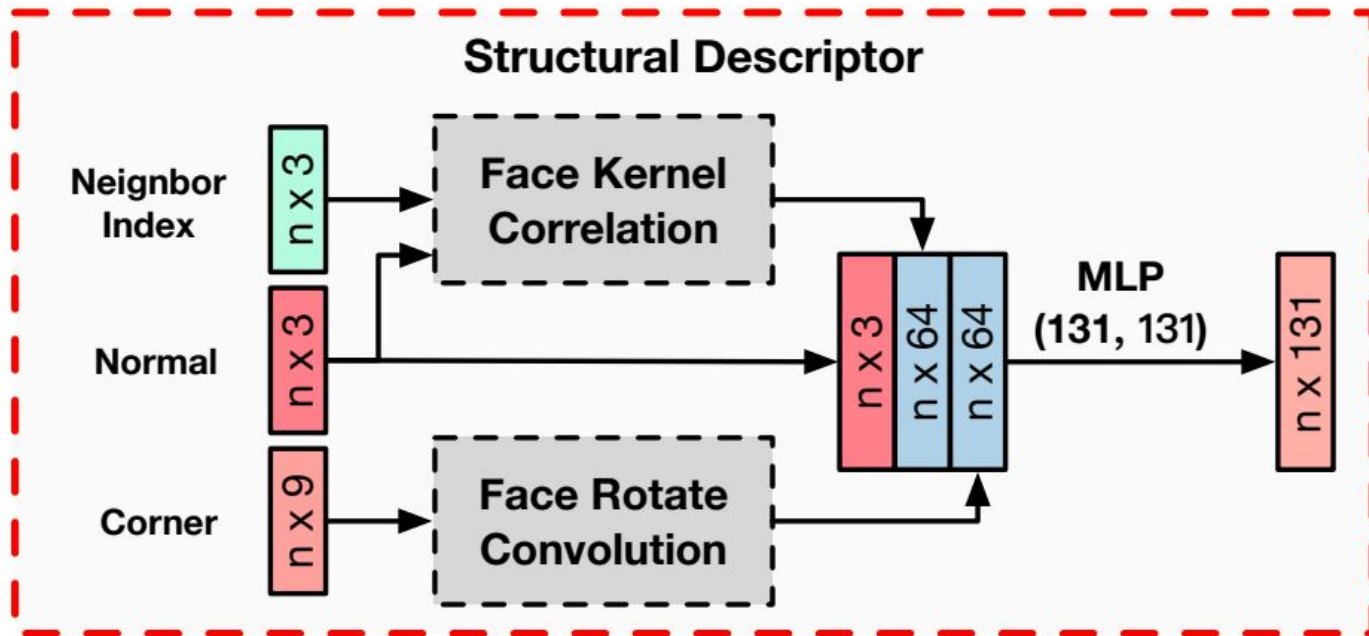 Structural Descriptor
Neignbor
Index
n x 3
Face Kernel
Correlation
Normal
n x 3
n x 3
n x 64
n x 64
MLP
(131, 131)
n x 131
Corner
n x 9
Face Rotate
Convolution